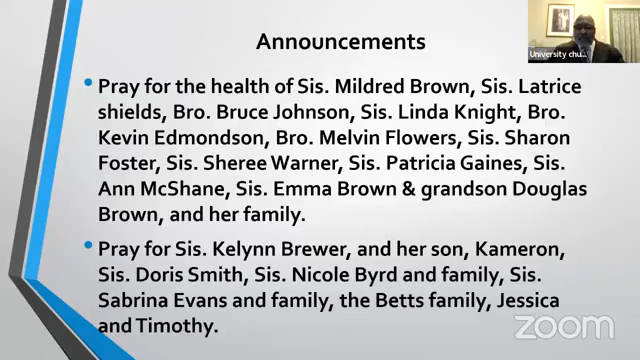 Announcements
University chu...
• Pray for the health of Sis. Mildred Brown, Sis. Latrice
shields, Bro. Bruce Johnson, Sis. Linda Knight, Bro.
Kevin Edmondson, Bro. Melvin Flowers, Sis. Sharon
Foster, Sis. Sheree Warner, Sis. Patricia Gaines, Sis.
Ann McShane, Sis. Emma Brown & grandson Douglas
Brown, and her family.
• Pray for Sis. Kelynn Brewer, and her son, Kameron,
Sis. Doris Smith, Sis. Nicole Byrd and family, Sis.
Sabrina Evans and family, the Betts family, Jessica
and Timothy.
zoom